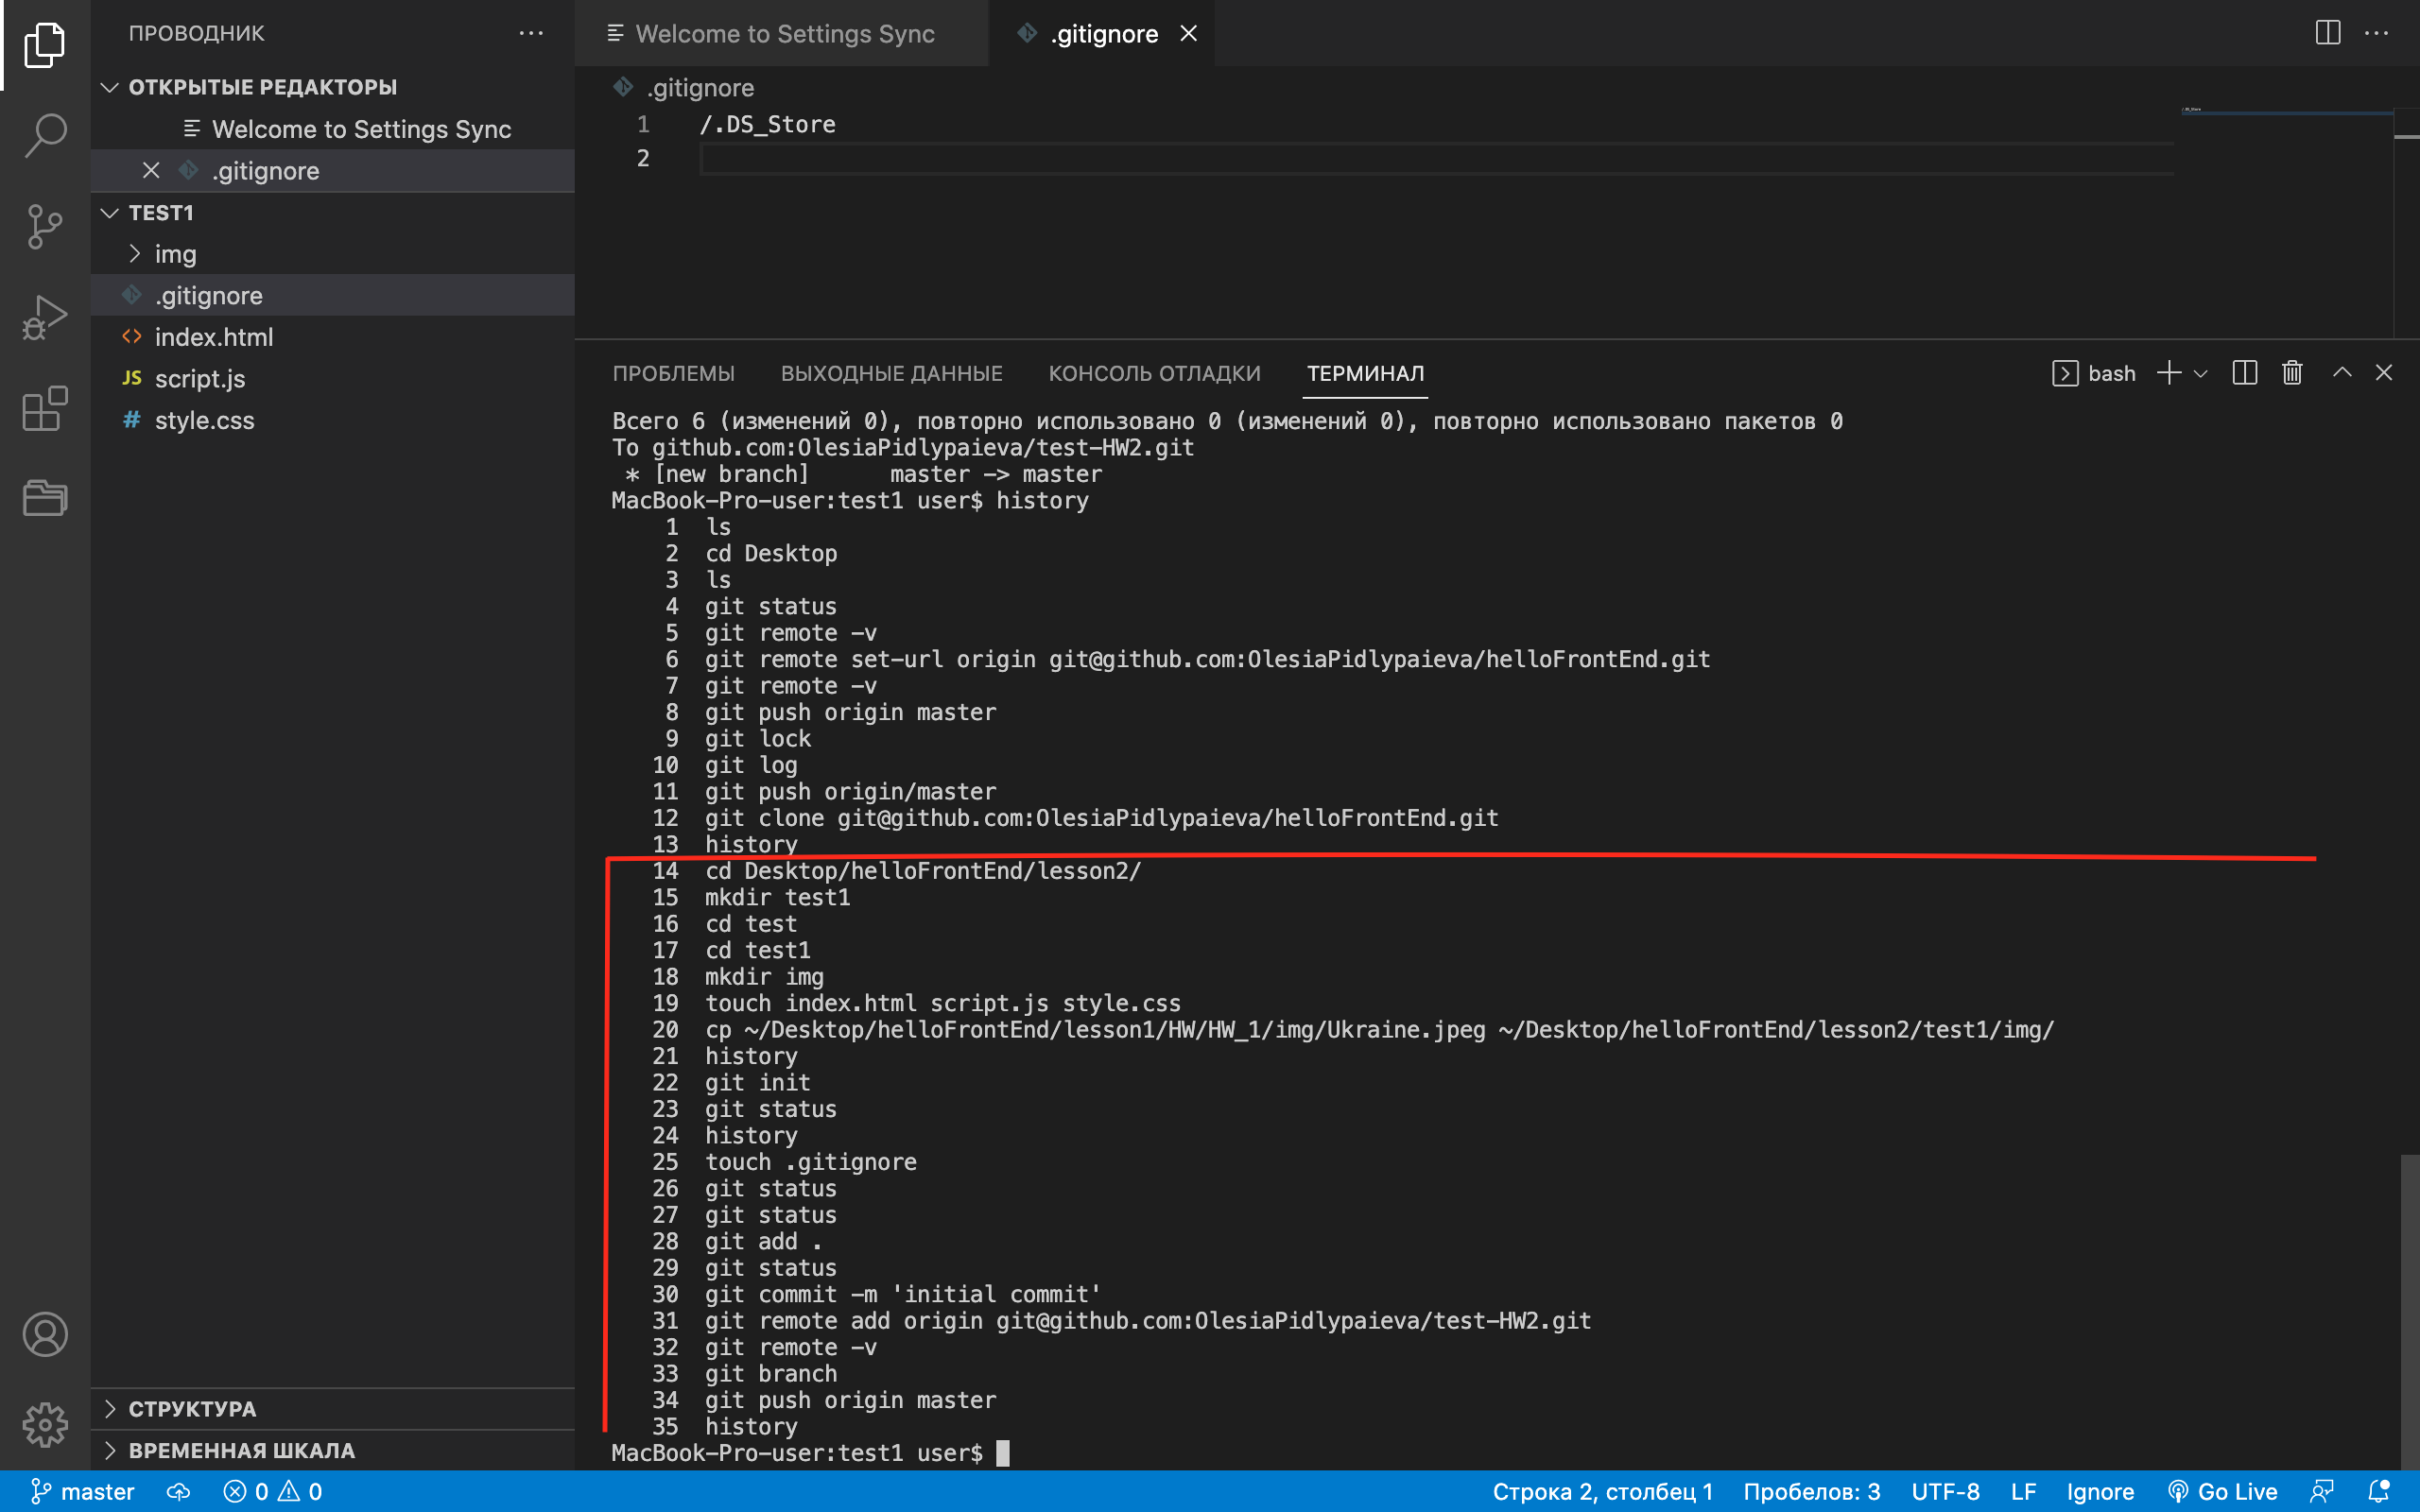 ПРОВОДНИК
ОТКРЫТЫЕ РЕДАКТОРЫ
Welcome to Settings Sync
.gitignore
TEST1
img
.gitignore
index.html
JS script.js
# style.css
СТРУКТУРА
ВРЕМЕННАЯ ШКАЛА
Welcome to Settings Sync
.gitignore
.gitignore
1 /.DS_Store
2
ПРОБЛЕМЫ ВЫХОДНЫЕ ДАННЫЕ КОНСОЛЬ ОТЛАДКИ ТЕРМИНАЛ bash
Всего 6 (изменений 0), повторно использовано 0 (изменений 0), повторно использовано пакетов 0
To github.com:OlesiaPidlypaieva/test-HW2.git
* [new branch] master -> master
MacBook-Pro-user:test1 user$ history
1 ls
2 cd Desktop
3 ls
4 git status
5 git remote -v
6 git remote set-url origin git@github.com:OlesiaPidlypaieva/helloFrontEnd.git
7 git remote -v
8 git push origin master
9 git lock
10 git log
11 git push origin/master
12 git clone git@github.com:OlesiaPidlypaieva/helloFrontEnd.git
13 history
14 cd Desktop/helloFrontEnd/lesson2/
15 mkdir test1
16 cd test
17 cd test1
18 mkdir img
19 touch index.html script.js style.css
20 cp ~/Desktop/helloFrontEnd/lesson1/HW/HW_1/img/Ukraine.jpeg ~/Desktop/helloFrontEnd/lesson2/test1/img/
21 history
22 git init
23 git status
24 history
25 touch .gitignore
26 git status
27 git status
28 git add .
29 git status
30 git commit -m 'initial commit'
31 git remote add origin git@github.com:OlesiaPidlypaieva/test-HW2.git
32 git remote -v
33 git branch
34 git push origin master
35 history
MacBook-Pro-user:test1 user$
master 0 0 Строка 2, столбец 1 Пробелов: 3 UTF-8 LF Ignore Go Live